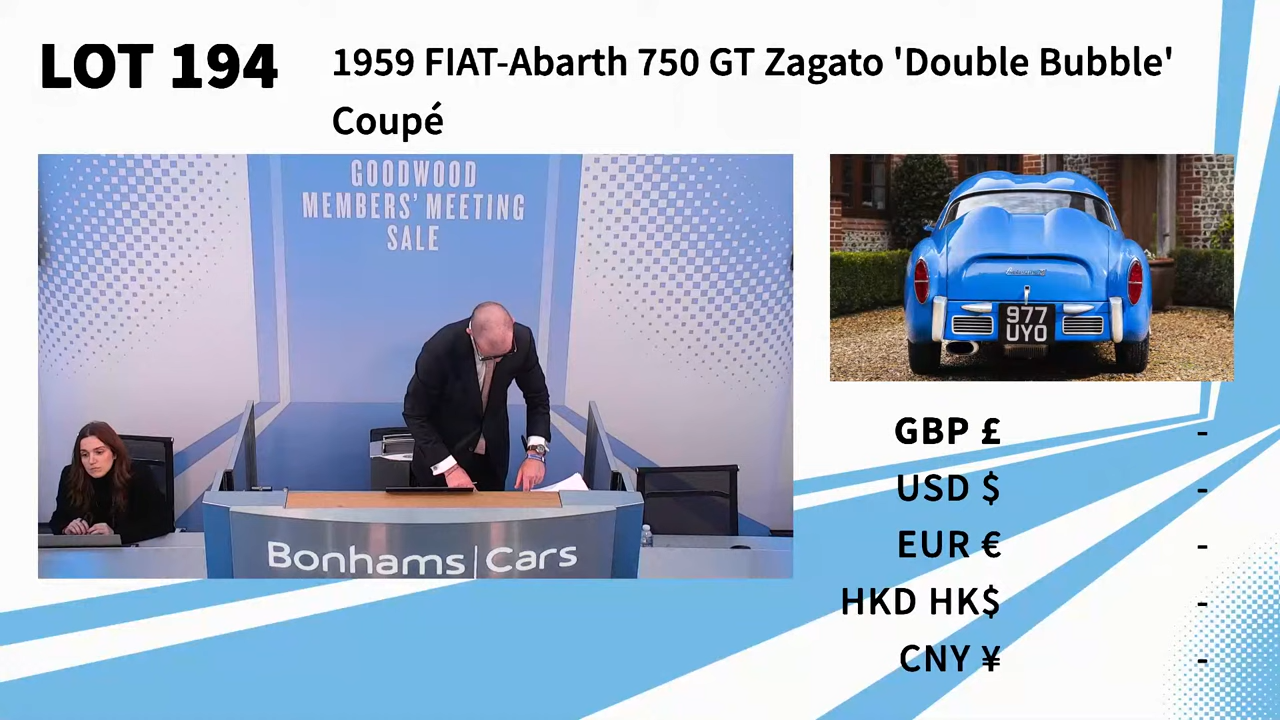 LOT 194
1959 FIAT-Abarth 750 GT Zagato 'Double Bubble'
Coupé
GOODWOOD
MEMBERS' MEETING
SALE
Bonhams|Cars
977
UYO
GBP £ -
USD $ -
EUR € -
HKD HK$ -
CNY ¥ -